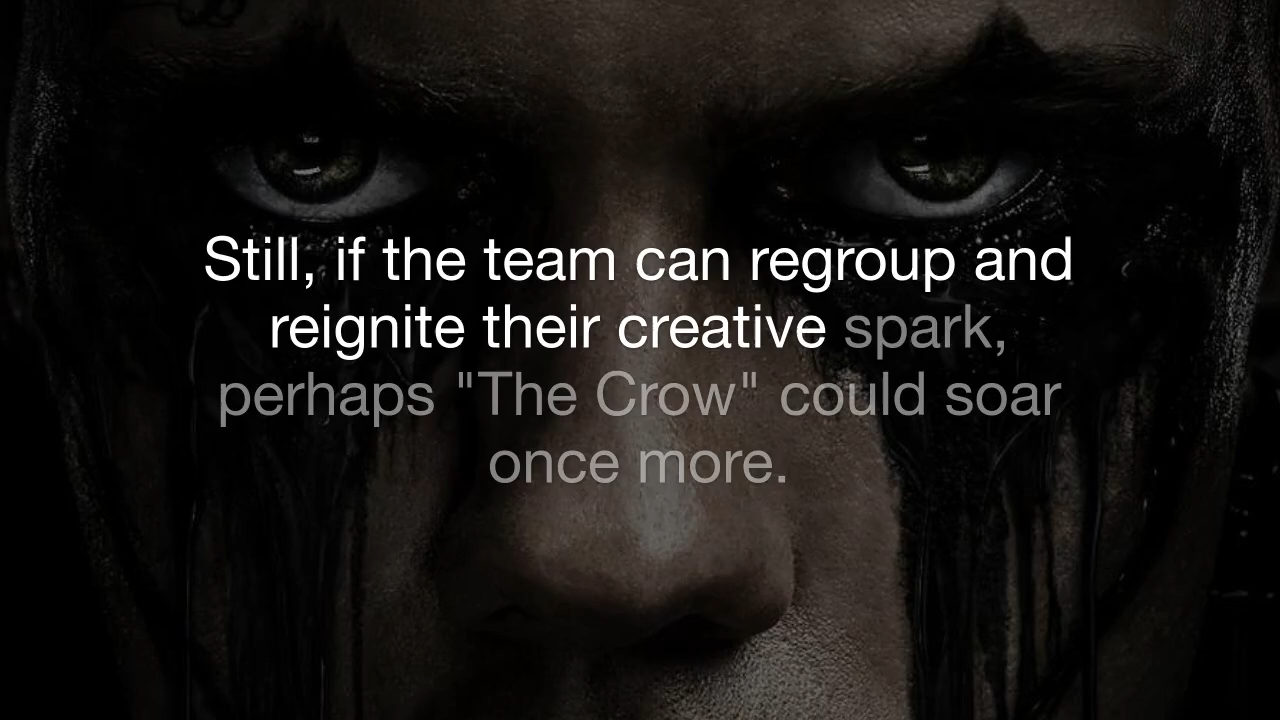 Still, if the team can regroup and
reignite their creative spark,
perhaps "The Crow" could soar
once more.